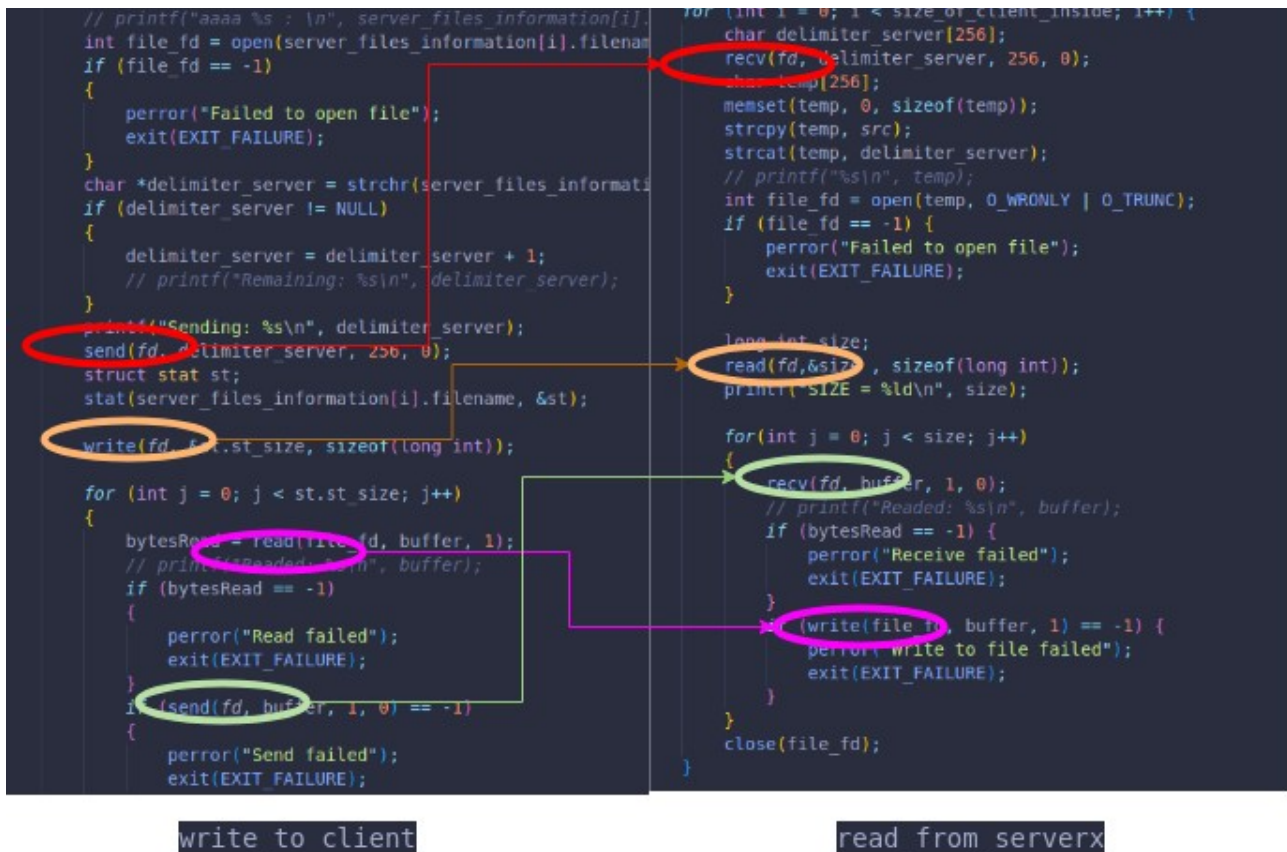 // printf("aaaa %s : \n", server_files_information[i].
int file_fd = open(server_files_information[i].filenam
if (file_fd == -1)
{
perror("Failed to open file");
exit(EXIT_FAILURE);
}
char *delimiter_server = strchr(server_files_informati
if (delimiter_server != NULL)
{
delimiter_server = delimiter_server + 1;
// printf("Remaining: %s\n", delimiter_server);
}
printf("Sending: %s\n", delimiter_server);
send(fd, delimiter_server, 256, 0);
struct stat st;
stat(server_files_information[i].filename, &st);
write(fd, &st.st_size, sizeof(long int));
for (int j = 0; j < st.st_size; j++)
{
bytesRead = read(file_fd, buffer, 1);
// printf("Readed: %s\n", buffer);
if (bytesRead == -1)
{
perror("Read failed");
exit(EXIT_FAILURE);
}
if (send(fd, buffer, 1, 0) == -1)
{
perror("Send failed");
exit(EXIT_FAILURE);
write to client
for (int i = 0; i < size_of_client_inside; i++) {
char delimiter_server[256];
recv(fd, delimiter_server, 256, 0);
char temp[256];
memset(temp, 0, sizeof(temp));
strcpy(temp, src);
strcat(temp, delimiter_server);
// printf("%s\n", temp);
int file_fd = open(temp, O_WRONLY | O_TRUNC);
if (file_fd == -1) {
perror("Failed to open file");
exit(EXIT_FAILURE);
}
long int size;
read(fd,&size , sizeof(long int));
printf("SIZE = %ld\n", size);
for(int j = 0; j < size; j++)
{
recv(fd, buffer, 1, 0);
// printf("Readed: %s\n", buffer);
if (bytesRead == -1) {
perror("Receive failed");
exit(EXIT_FAILURE);
}
if (write(file_fd, buffer, 1) == -1) {
perror("Write to file failed");
exit(EXIT_FAILURE);
}
}
close(file_fd);
}
read from serverx